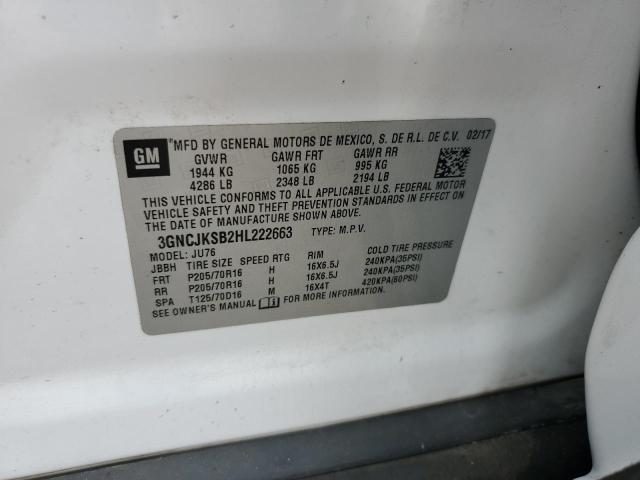 GM
*MFD BY GENERAL MOTORS DE MEXICO, S. DE R.L. DE C.V. 02/17
GVWR GAWR FRT GAWR RR
1944 KG 1065 KG 995 KG
4286 LB 2348 LB 2194 LB
THIS VEHICLE CONFORMS TO ALL APPLICABLE U.S. FEDERAL MOTOR
VEHICLE SAFETY AND THEFT PREVENTION STANDARDS IN EFFECT ON
THE DATE OF MANUFACTURE SHOWN ABOVE.
3GNCJKSB2HL222663 TYPE: M.P.V.
MODEL: JU76
JBBH TIRE SIZE SPEED RTG RIM COLD TIRE PRESSURE
FRT P205/70R16 H 16X6.5J 240KPA(35PSI)
RR P205/70R16 H 16X6.5J 240KPA(35PSI)
SPA T125/70D16 M 16X4T 420KPA(60PSI)
SEE OWNER'S MANUAL FOR MORE INFORMATION.